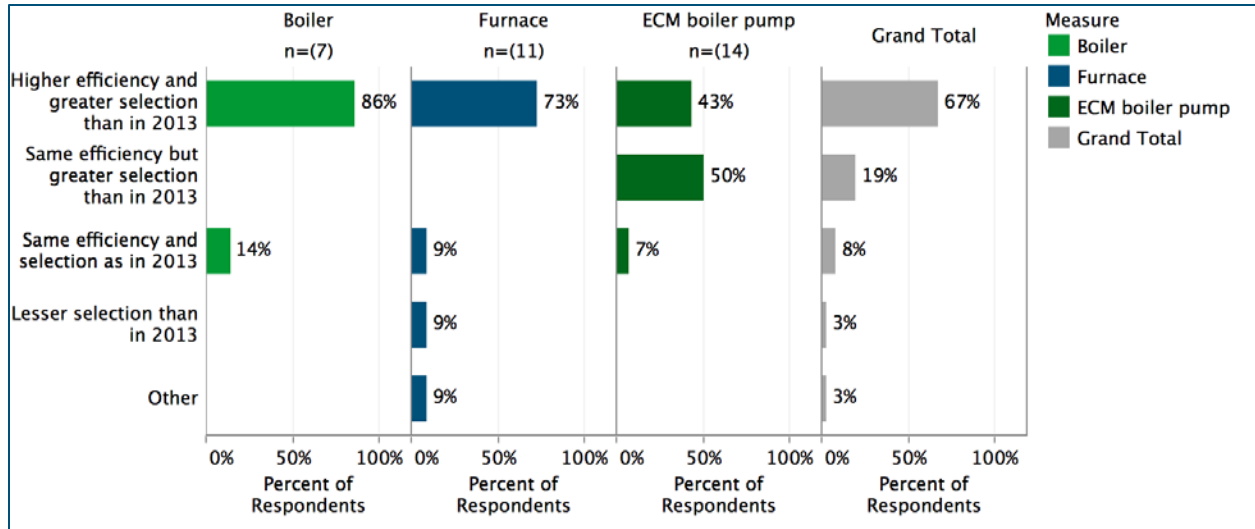 Boiler
n=(7)
Furnace
n=(11)
ECM boiler pump
n=(14)
Grand Total
Measure
Boiler
Furnace
ECM boiler pump
Grand Total
Higher efficiency and
greater selection
than in 2013
86%
73%
43%
67%
Same efficiency but
greater selection
than in 2013
50%
19%
Same efficiency and
selection as in 2013
14%
9%
7%
8%
Lesser selection than
in 2013
9%
3%
Other
9%
3%
0% 50% 100%
0% 50% 100%
0% 50% 100%
0% 50% 100%
Percent of
Respondents
Percent of
Respondents
Percent of
Respondents
Percent of
Respondents